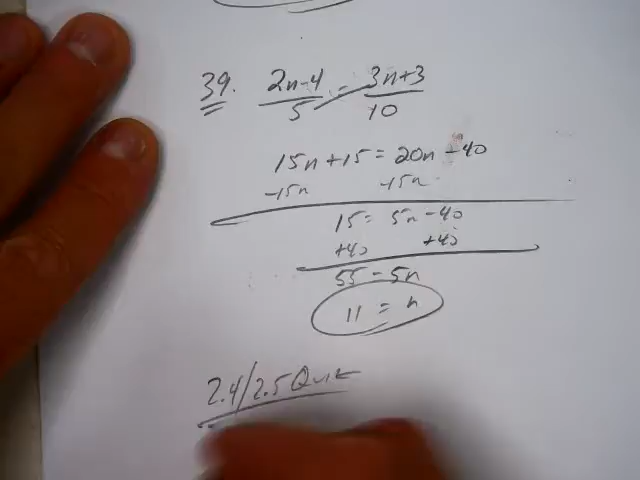 39. 2n-4/5 = 3n+3/10
15n + 15 = 20n - 40
-15n -15n
15 = 5n - 40
+40 +40
55 = 5n
11 = n
2.4/2.5 Quiz